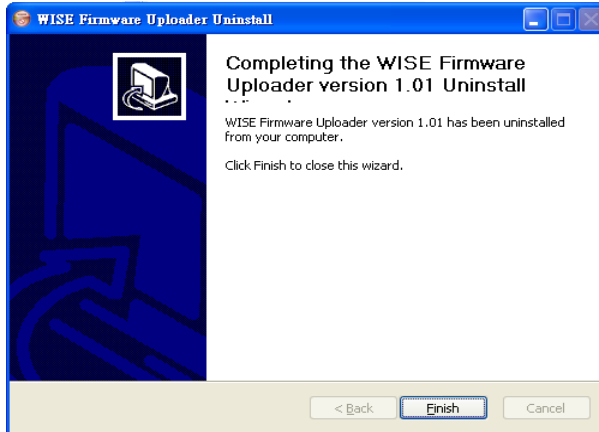 WISE Firmware Uploader Uninstall
Completing the WISE Firmware
Uploader version 1.01 Uninstall
WISE Firmware Uploader version 1.01 has been uninstalled
from your computer.
Click Finish to close this wizard.
< Back
Finish
Cancel